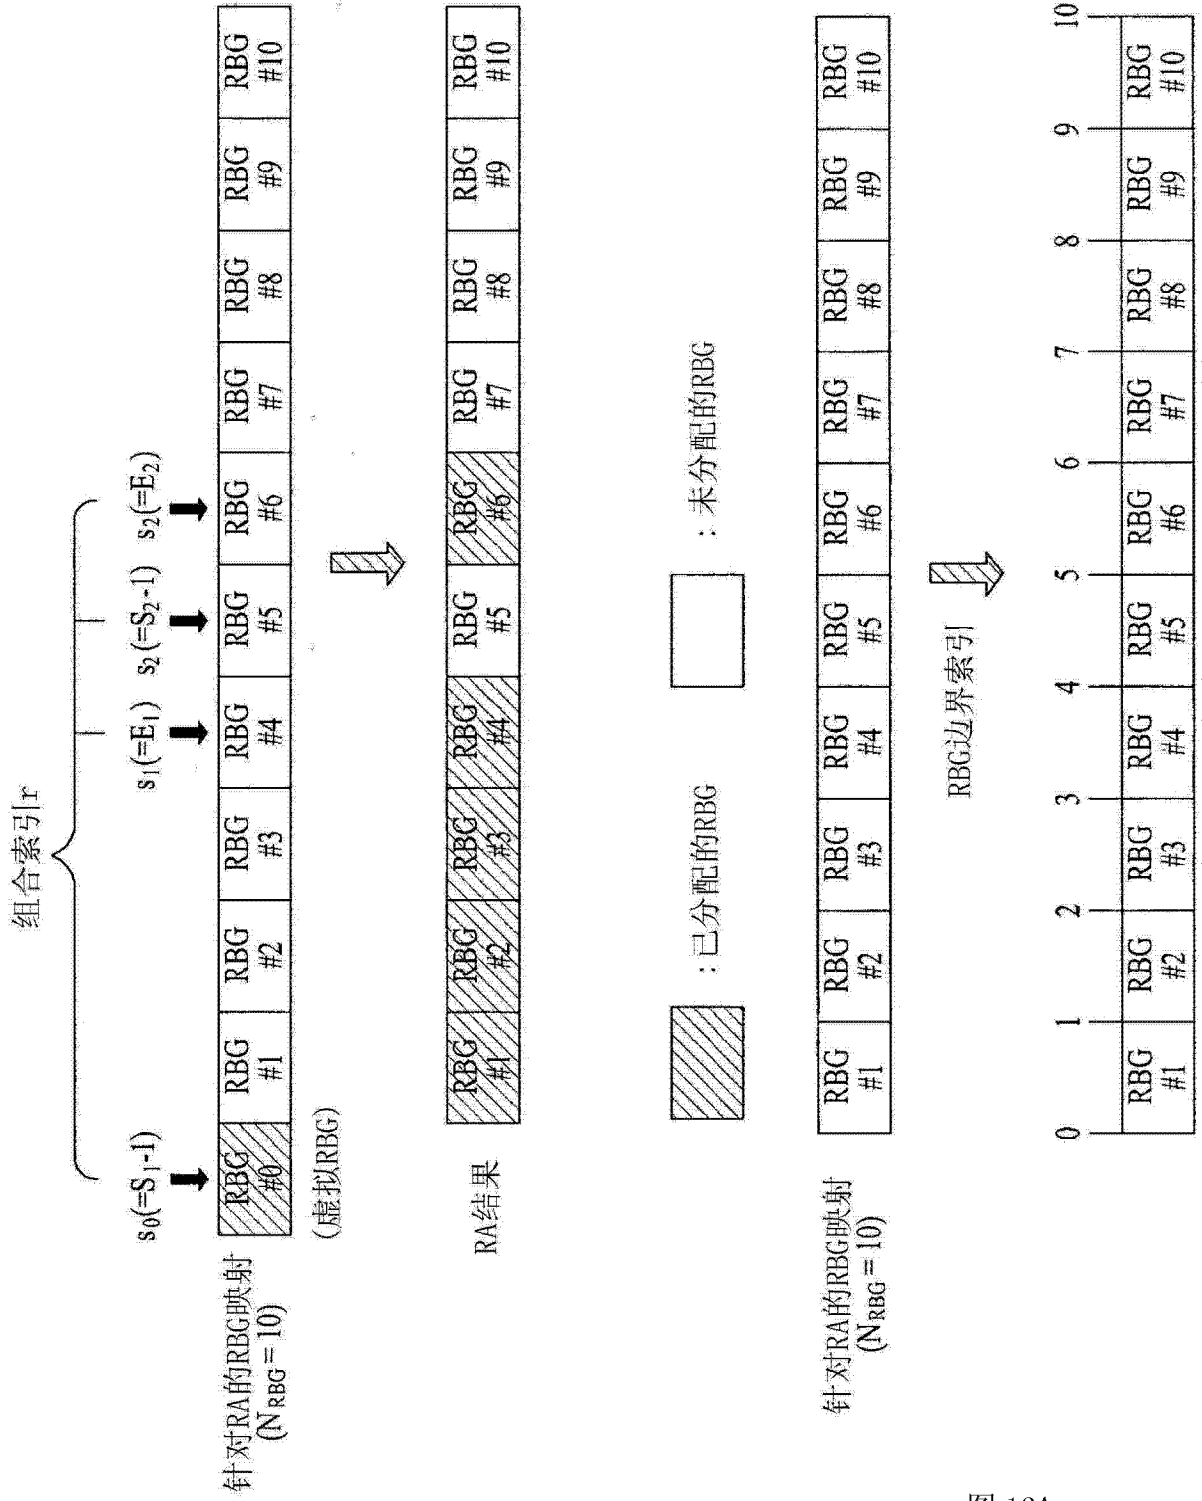 组合索引r
s₀(=S₁-1) s₁(=E₁) s₂(=S₂-1) s₂(=E₂)
针对RA的RBG映射
(N_RBG = 10)
RBG #0 RBG #1 RBG #2 RBG #3 RBG #4 RBG #5 RBG #6 RBG #7 RBG #8 RBG #9 RBG #10
(虚拟RBG)
RA结果
RBG #1 RBG #2 RBG #3 RBG #4 RBG #5 RBG #6 RBG #7 RBG #8 RBG #9 RBG #10
: 已分配的RBG : 未分配的RBG
针对RA的RBG映射
(N_RBG = 10)
RBG #1 RBG #2 RBG #3 RBG #4 RBG #5 RBG #6 RBG #7 RBG #8 RBG #9 RBG #10
RBG边界索引
0 1 2 3 4 5 6 7 8 9 10
RBG #1 RBG #2 RBG #3 RBG #4 RBG #5 RBG #6 RBG #7 RBG #8 RBG #9 RBG #10